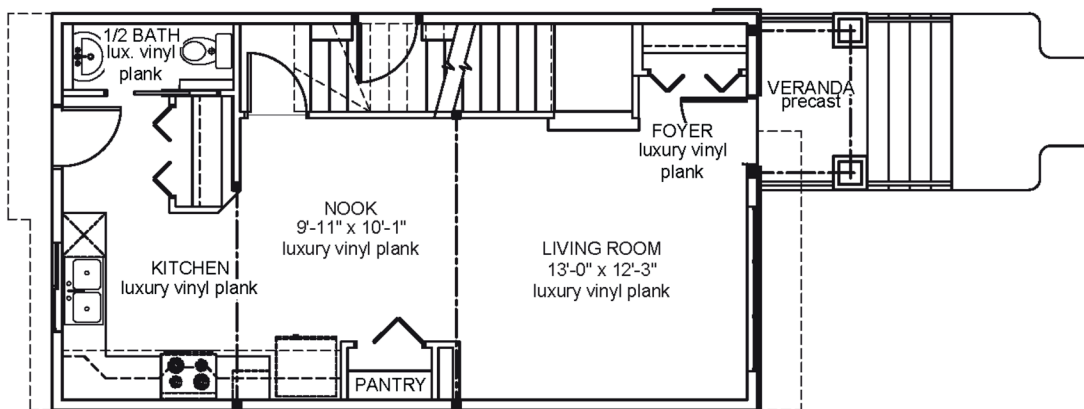 1/2 BATH
lux. vinyl
plank
VERANDA
precast
FOYER
luxury vinyl
plank
NOOK
9'-11" x 10'-1"
luxury vinyl plank
LIVING ROOM
13'-0" x 12'-3"
luxury vinyl plank
KITCHEN
luxury vinyl plank
PANTRY